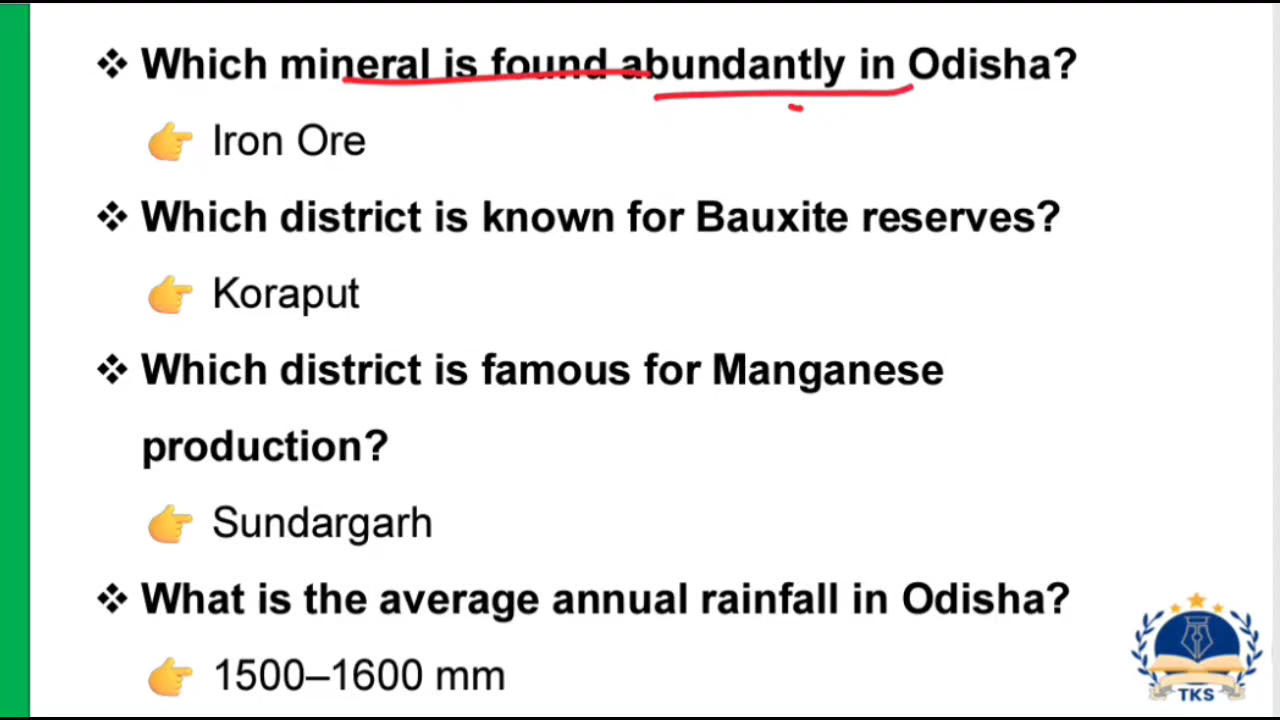 ❖ Which mineral is found abundantly in Odisha?
👉 Iron Ore
❖ Which district is known for Bauxite reserves?
👉 Koraput
❖ Which district is famous for Manganese
production?
👉 Sundargarh
❖ What is the average annual rainfall in Odisha?
👉 1500–1600 mm
TKS